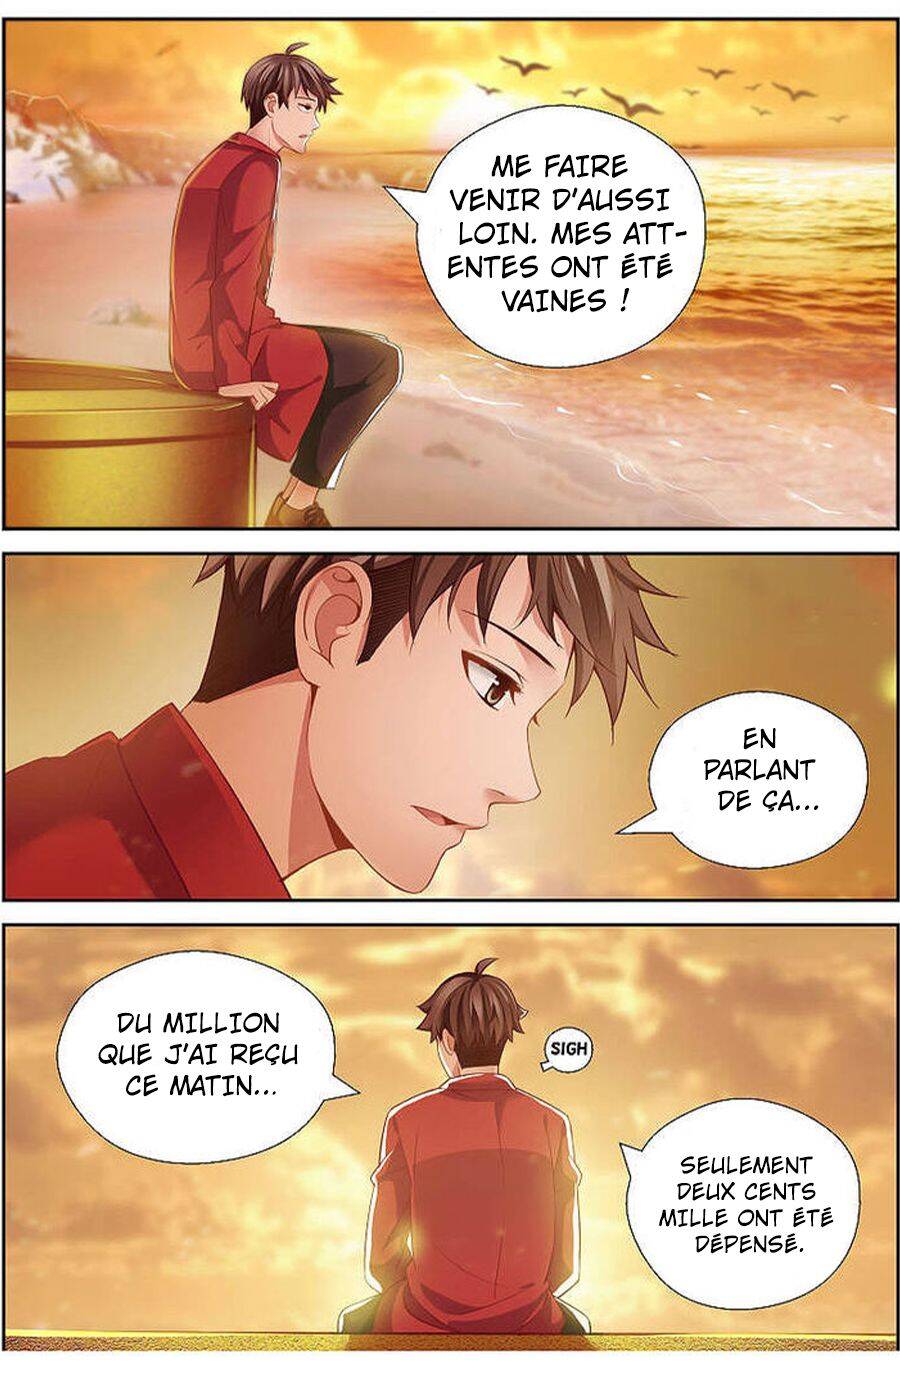 ME FAIRE
VENIR D'AUSSI
LOIN. MES ATT-
ENTES ONT ÉTÉ
VAINES !
EN
PARLANT
DE ÇA...
DU MILLION
QUE J'AI REÇU
CE MATIN...
SIGH
SEULEMENT
DEUX CENTS
MILLE ONT ÉTÉ
DÉPENSÉ.